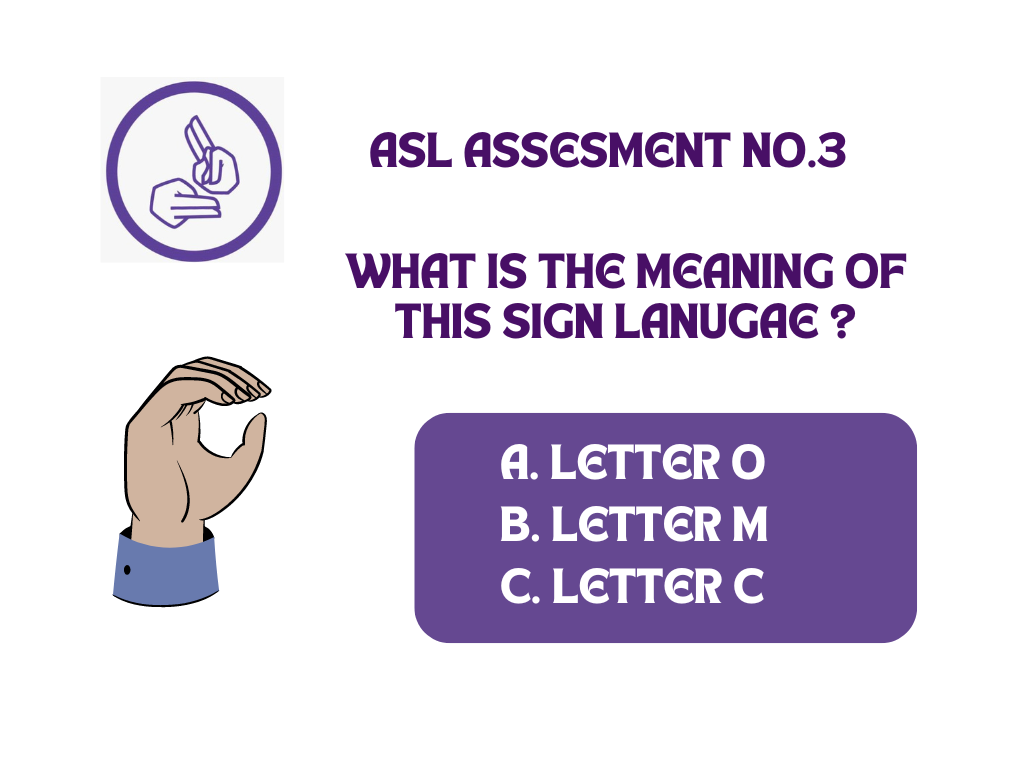 ASL ASSESMENT NO.3
WHAT IS THE MEANING OF
THIS SIGN LANUGAE ?
A. LETTER O
B. LETTER M
C. LETTER C